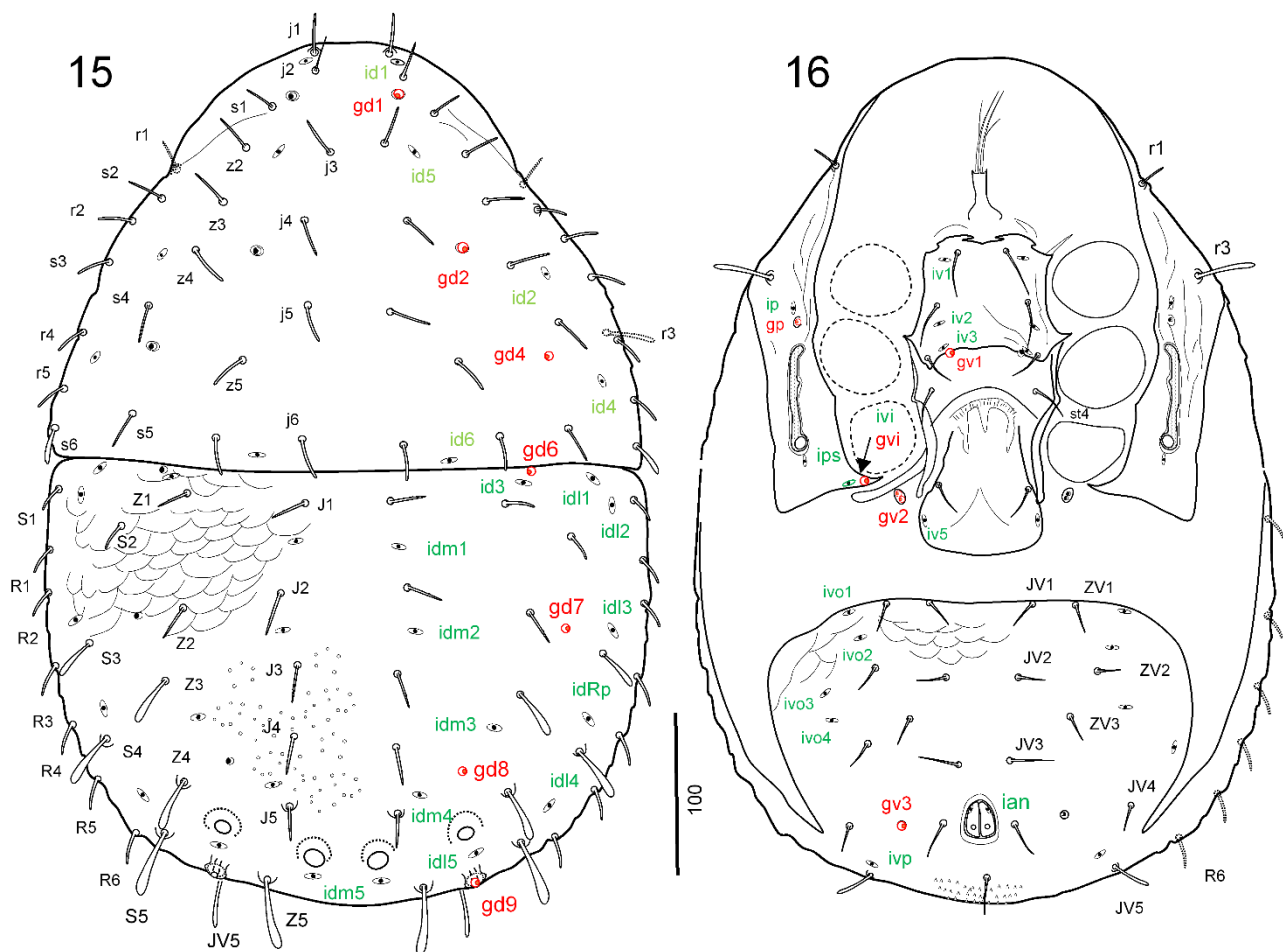 15
j1
j2
id1
gd1
s1
r1
z2
j3
id5
s2
r2
z3
j4
s3
z4
gd2
id2
s4
j5
r3
r4
gd4
z5
r5
id4
s5
j6
id6
gd6
s6
id3
idl1
S1
Z1
J1
idl2
S2
idm1
R1
J2
gd7
idl3
R2
Z2
idm2
S3
J3
idRp
Z3
R3
J4
idm3
R4
S4
Z4
gd8
idl4
R5
J5
idm4
idl5
R6
idm5
S5
JV5
Z5
gd9
100
16
r1
r3
iv1
ip
gp
iv2
iv3
gv1
ivi
st4
gvi
ips
gv2
iv5
ivo1
JV1
ZV1
ivo2
JV2
ZV2
ivo3
ivo4
ZV3
JV3
JV4
gv3
ian
ivp
R6
JV5